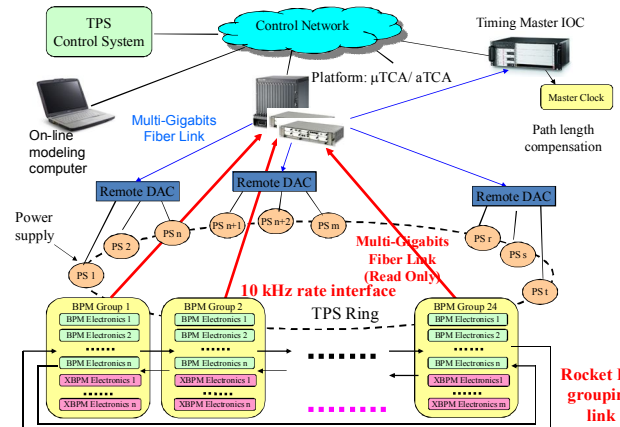 TPS
Control System
Control Network
Timing Master IOC
Platform: µTCA/ aTCA
Master Clock
Multi-Gigabits
Fiber Link
On-line
modeling
computer
Path length
compensation
Remote DAC
Remote DAC
Remote DAC
Power
supply
PS 1
PS 2
PS n
PS n+1
PS n+2
PS m
PS r
PS s
PS t
Multi-Gigabits
Fiber Link
(Read Only)
10 kHz rate interface
TPS Ring
BPM Group 1
BPM Electronics 1
BPM Electronics 2
......
BPM Electronics n
XBPM Electronics 1
......
XBPM Electronics n
BPM Group 2
BPM Electronics 1
BPM Electronics 2
......
BPM Electronics n
XBPM Electronics 1
......
XBPM Electronics n
BPM Group 24
BPM Electronics 1
BPM Electronics 2
......
BPM Electronics n
XBPM Electronics1
......
XBPM Electronics m
Rocket
grouping
link